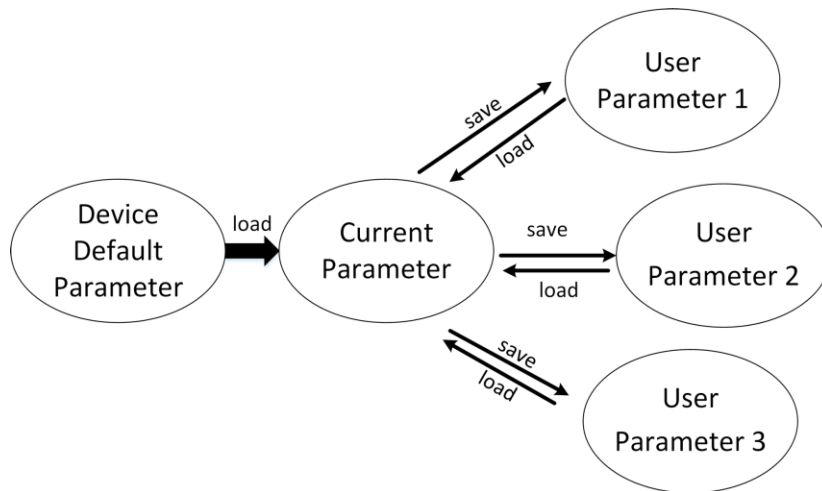 User
Parameter 1
save
load
Device
Default
Parameter
load
Current
Parameter
save
load
User
Parameter 2
save
load
User
Parameter 3